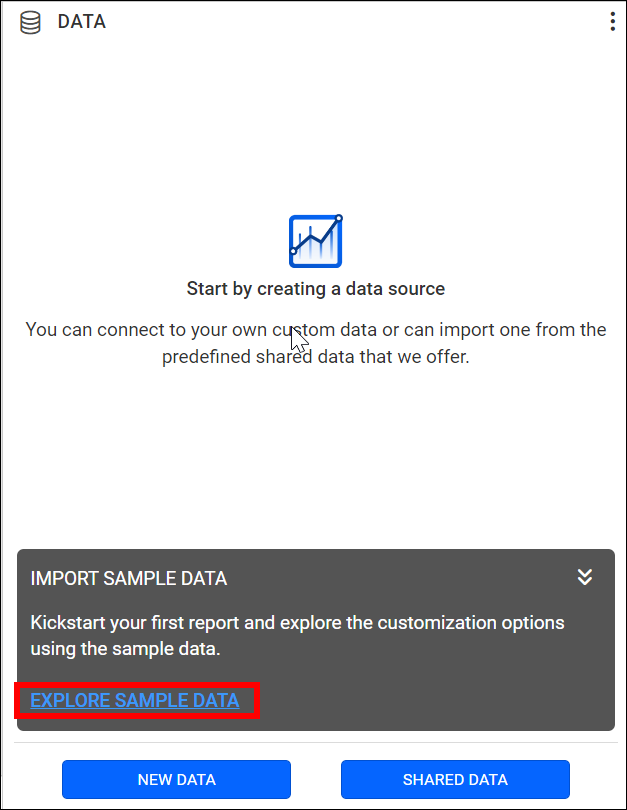 DATA
Start by creating a data source
You can connect to your own custom data or can import one from the
predefined shared data that we offer.
IMPORT SAMPLE DATA
Kickstart your first report and explore the customization options
using the sample data.
EXPLORE SAMPLE DATA
NEW DATA
SHARED DATA